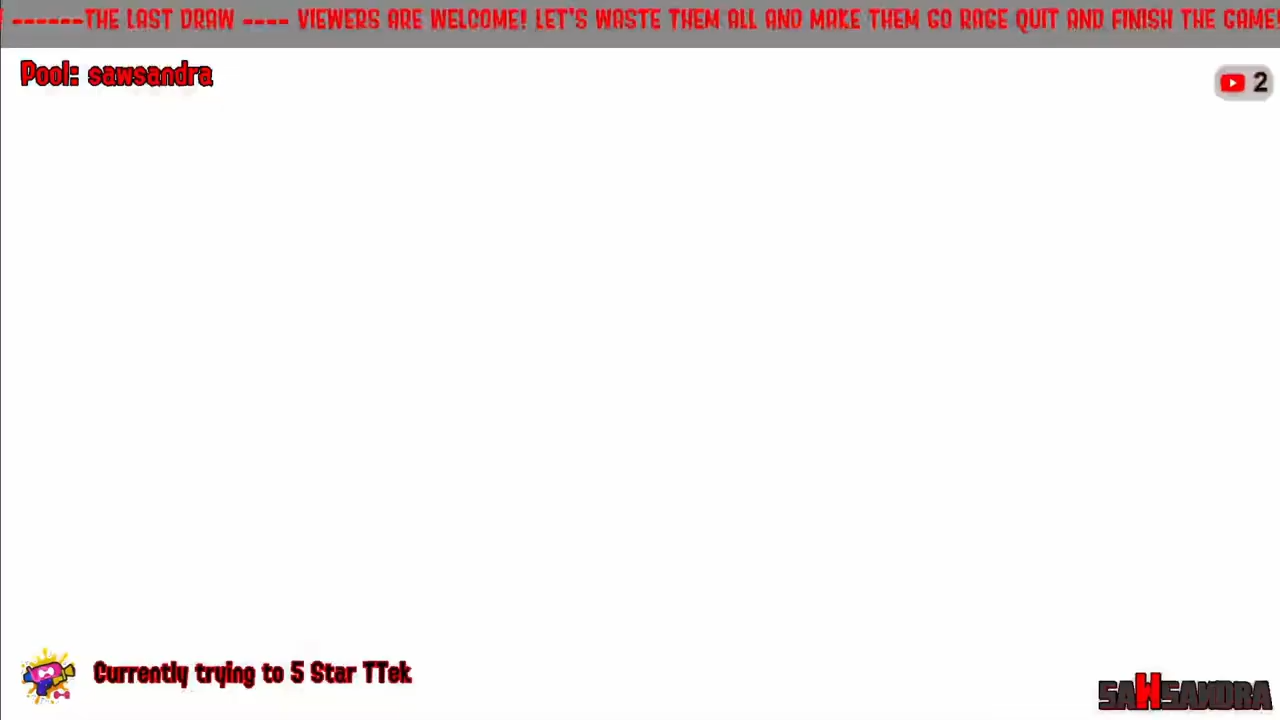 ------THE LAST DRAW ---- VIEWERS ARE WELCOME! LET'S WASTE THEM ALL AND MAKE THEM GO RAGE QUIT AND FINISH THE GAME!
Pool: sawsandra
2
Currently trying to 5 Star TTek
SAWSANDRA